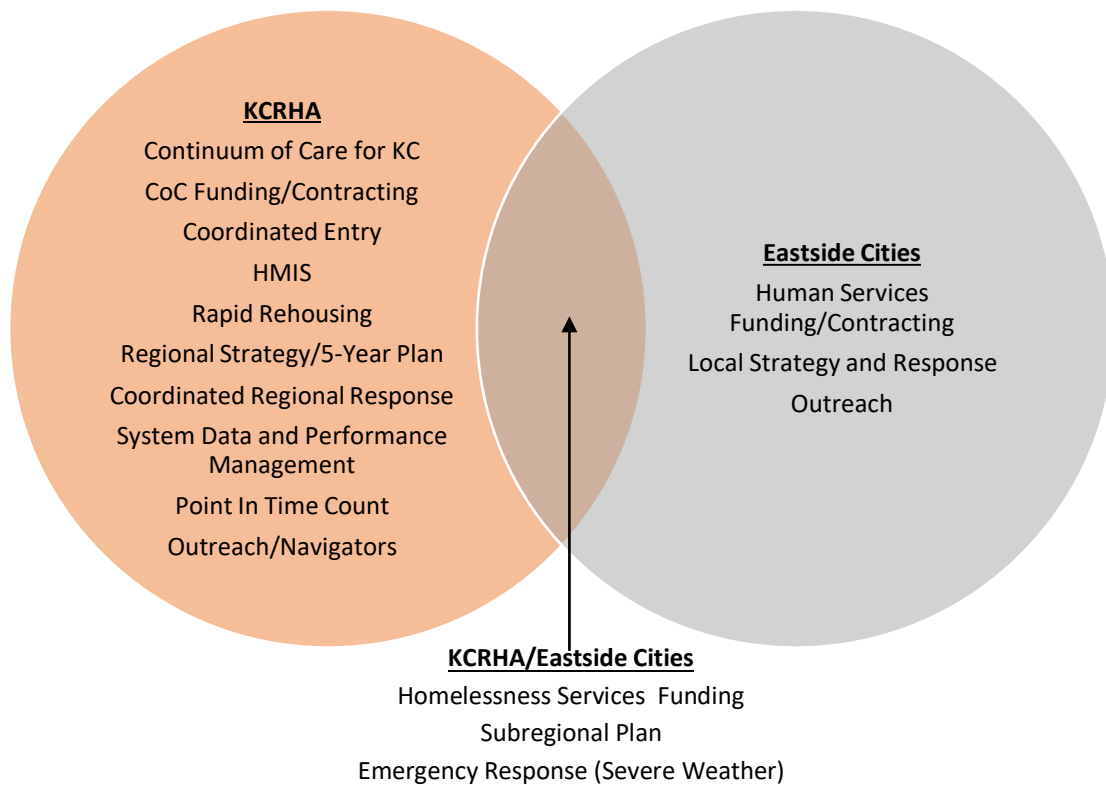 KCRHA
Continuum of Care for KC
CoC Funding/Contracting
Coordinated Entry
HMIS
Rapid Rehousing
Regional Strategy/5-Year Plan
Coordinated Regional Response
System Data and Performance
Management
Point In Time Count
Outreach/Navigators
Eastside Cities
Human Services
Funding/Contracting
Local Strategy and Response
Outreach
KCRHA/Eastside Cities
Homelessness Services  Funding
Subregional Plan
Emergency Response (Severe Weather)